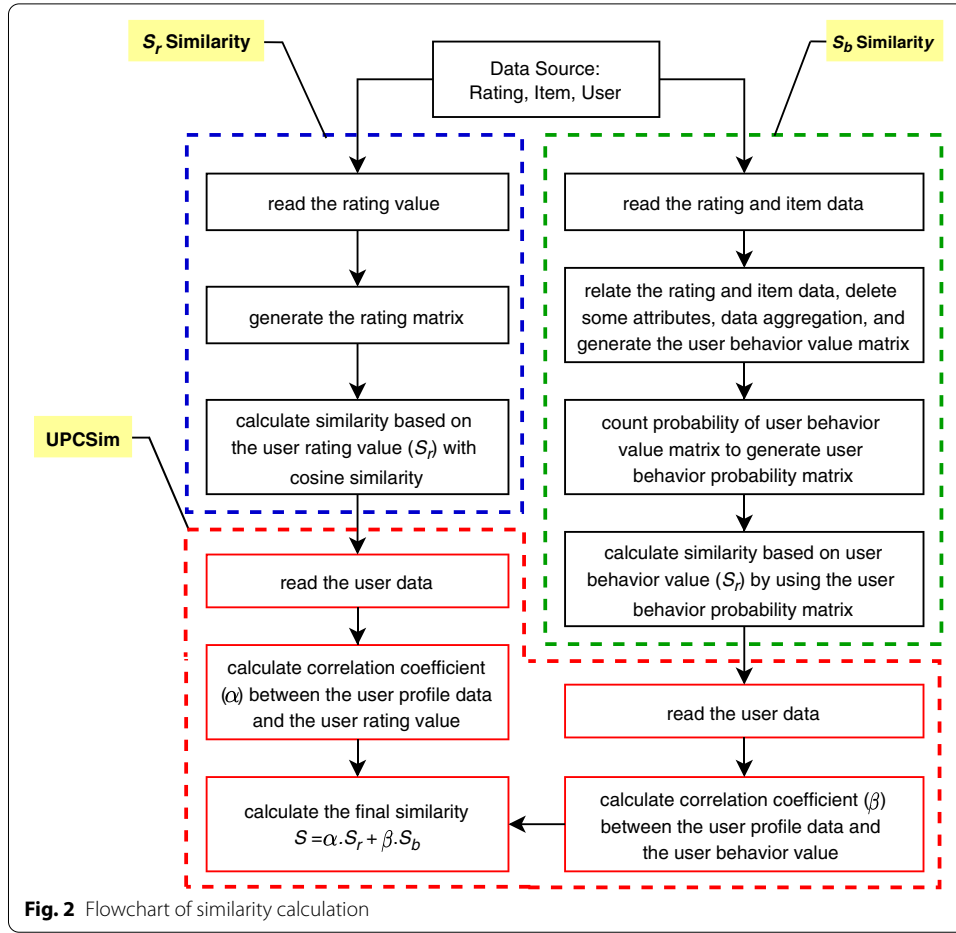 S_r Similarity
Data Source:
Rating, Item, User
S_b Similarity
read the rating value
generate the rating matrix
calculate similarity based on
the user rating value (S_r) with
cosine similarity
read the rating and item data
relate the rating and item data, delete
some attributes, data aggregation, and
generate the user behavior value matrix
count probability of user behavior
value matrix to generate user
behavior probability matrix
calculate similarity based on user
behavior value (S_r) by using the user
behavior probability matrix
UPCSim
read the user data
calculate correlation coefficient
(α) between the user profile data
and the user rating value
calculate the final similarity
S=α.S_r + β.S_b
read the user data
calculate correlation coefficient (β)
between the user profile data and
the user behavior value
Fig. 2 Flowchart of similarity calculation